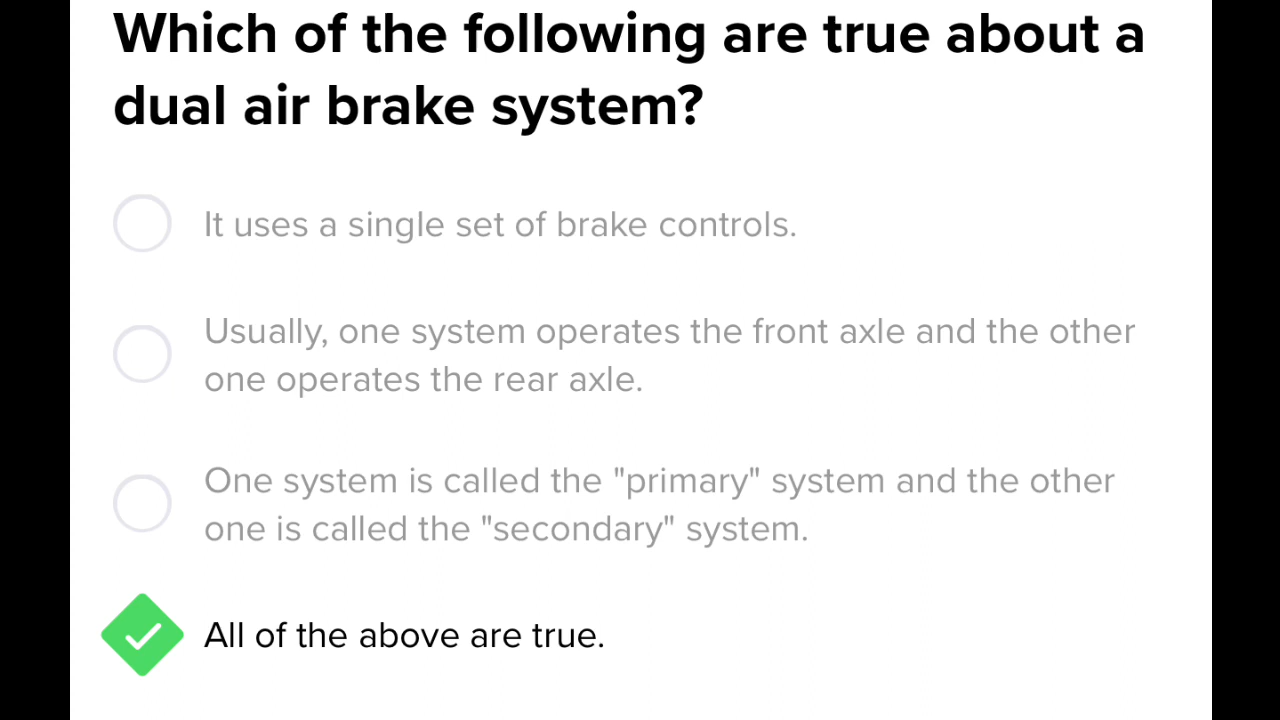 Which of the following are true about a
dual air brake system?
It uses a single set of brake controls.
Usually, one system operates the front axle and the other
one operates the rear axle.
One system is called the "primary" system and the other
one is called the "secondary" system.
All of the above are true.